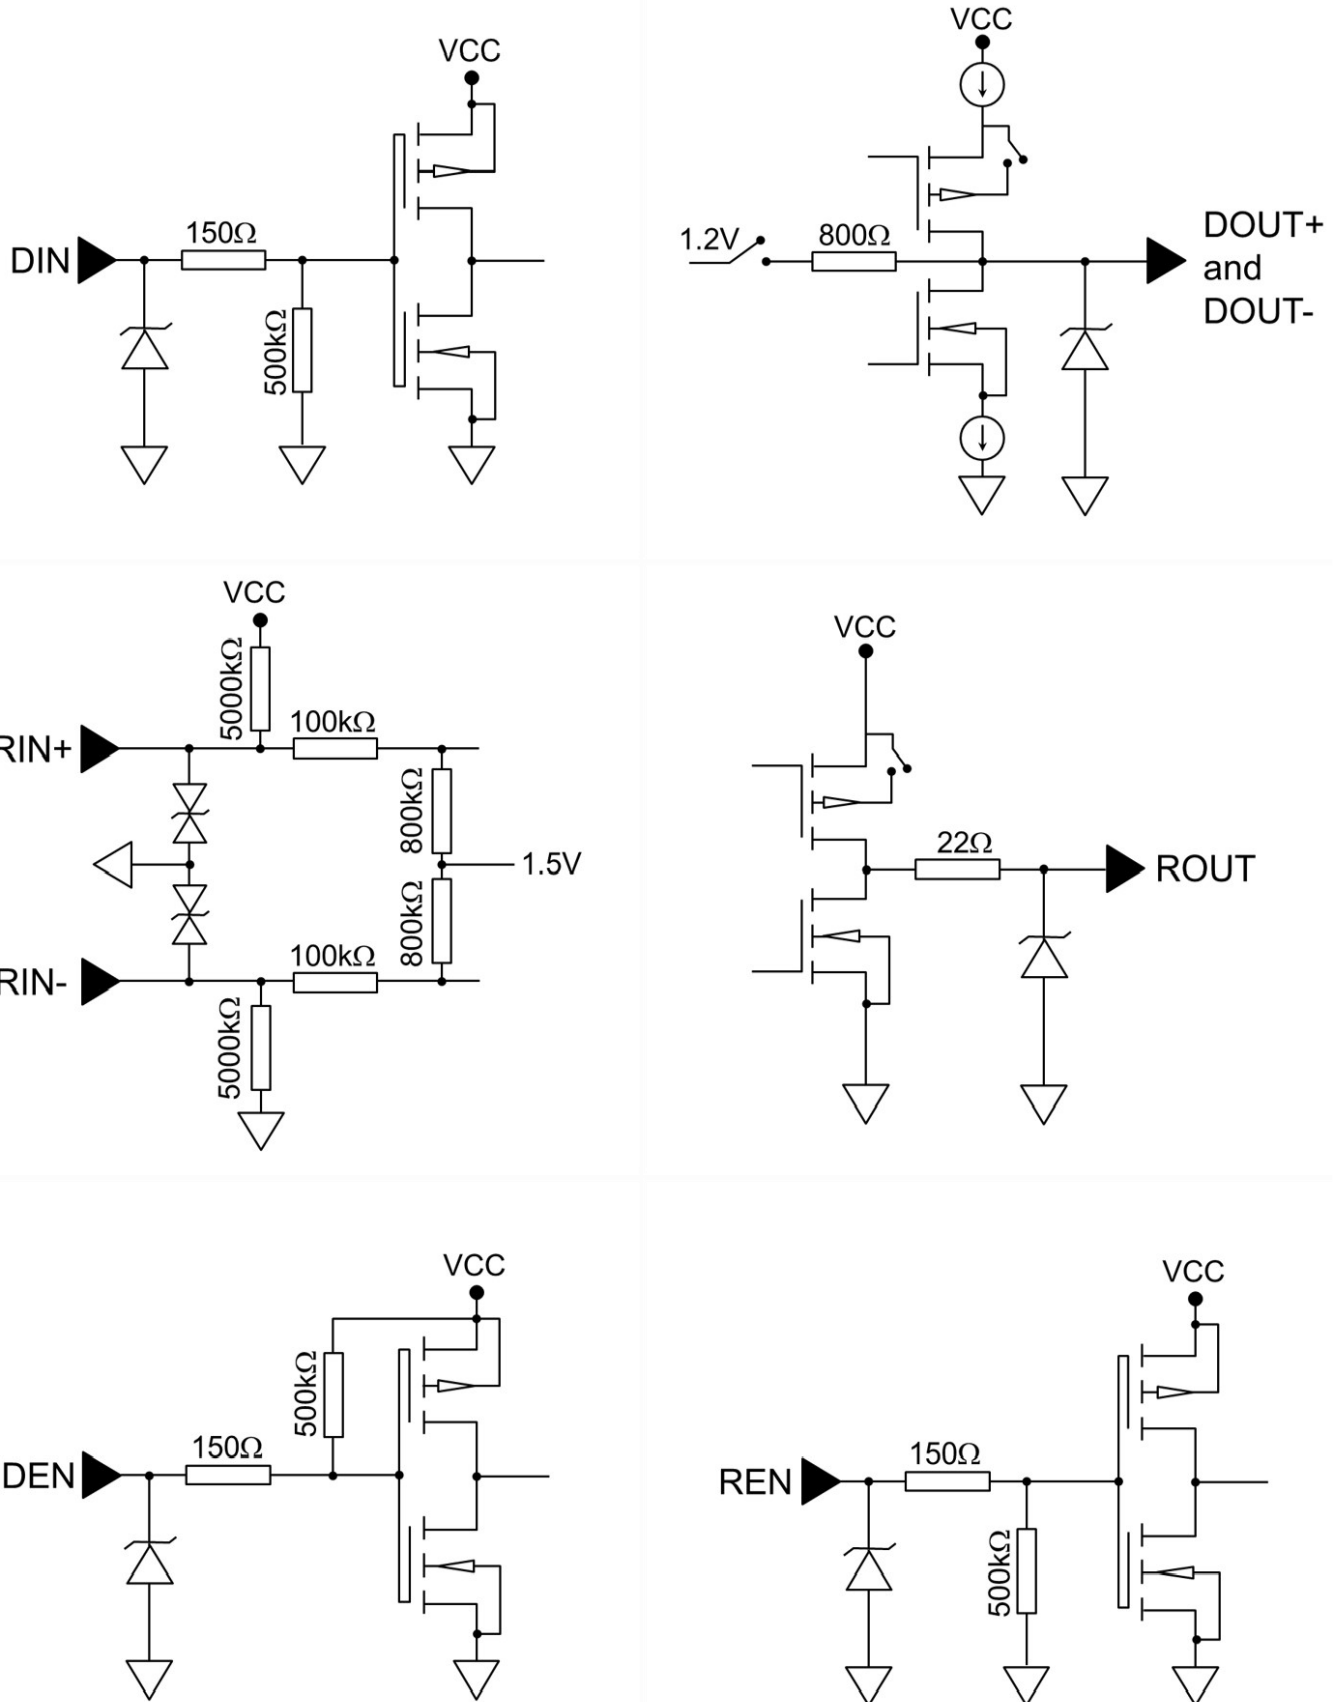 VCC
150Ω
DIN
500kΩ
VCC
1.2V
800Ω
DOUT+
and
DOUT-
VCC
5000kΩ
100kΩ
RIN+
800kΩ
1.5V
800kΩ
100kΩ
RIN-
5000kΩ
VCC
22Ω
ROUT
VCC
500kΩ
150Ω
DEN
VCC
150Ω
REN
500kΩ